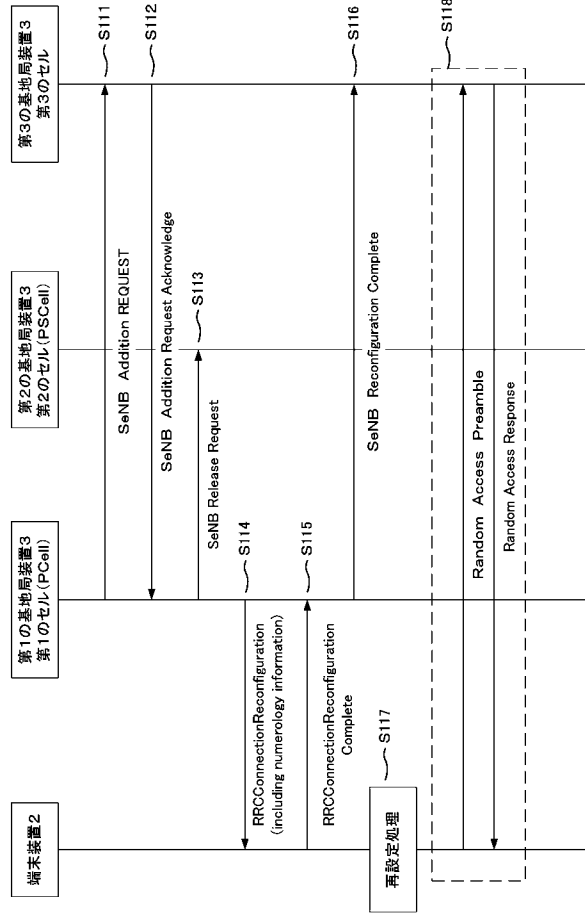 端末装置2
第1の基地局装置3
第1のセル(PCell)
第2の基地局装置3
第2のセル(PSCell)
第3の基地局装置3
第3のセル
SeNB Addition REQUEST
S111
SeNB Addition Request Acknowledge
S112
SeNB Release Request
S113
RRCConnectionReconfiguration
(including numerology information)
S114
RRCConnectionReconfiguration
Complete
S115
SeNB Reconfiguration Complete
S116
再設定処理
S117
S118
Random Access Preamble
Random Access Response